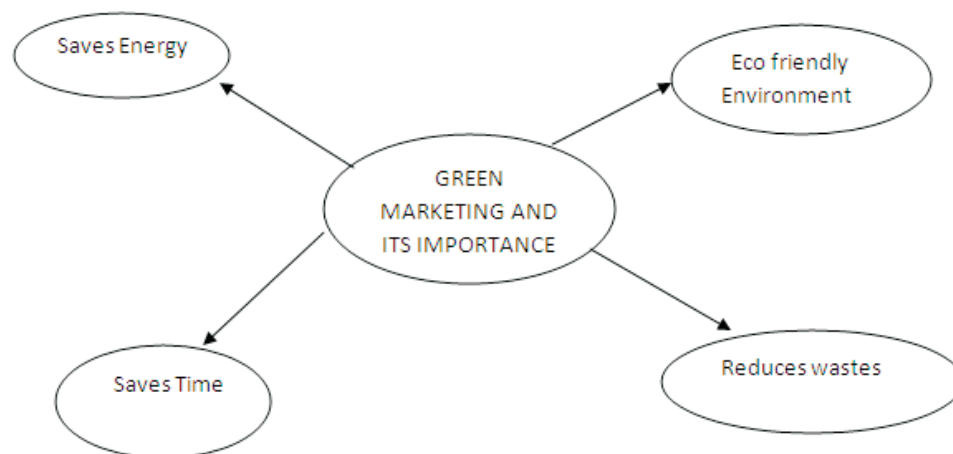 Saves Energy
Eco friendly
Environment
GREEN
MARKETING AND
ITS IMPORTANCE
Saves Time
Reduces wastes